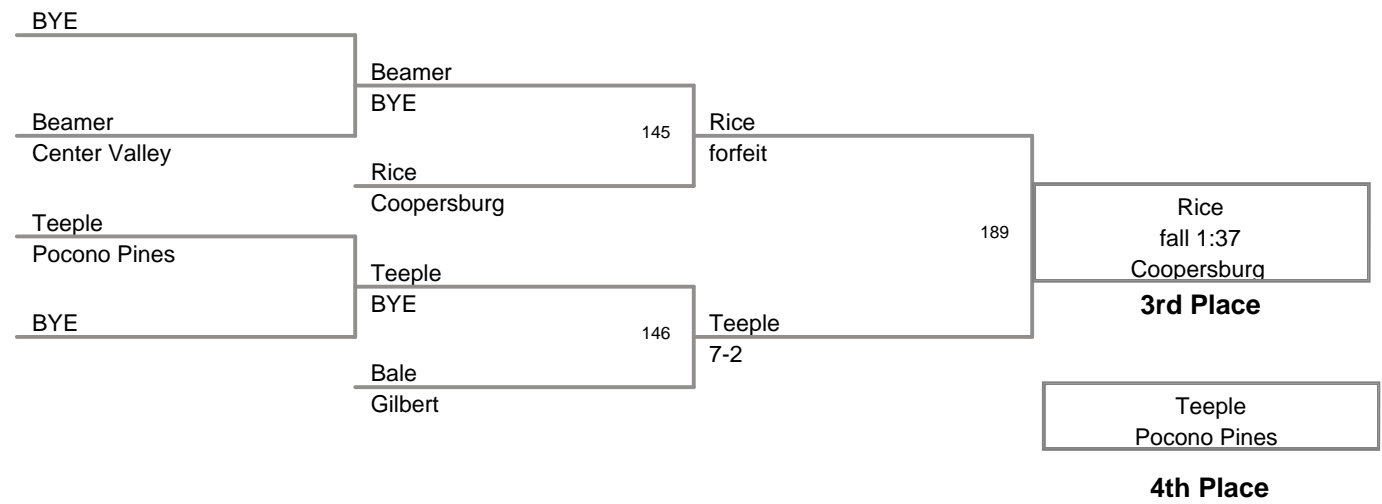 BYE
Beamer
BYE
Beamer
Center Valley
145
Rice
forfeit
Rice
Coopersburg
Teeple
Pocono Pines
189
Rice
fall 1:37
Coopersburg
Teeple
BYE
3rd Place
BYE
146
Teeple
7-2
Bale
Gilbert
Teeple
Pocono Pines
4th Place